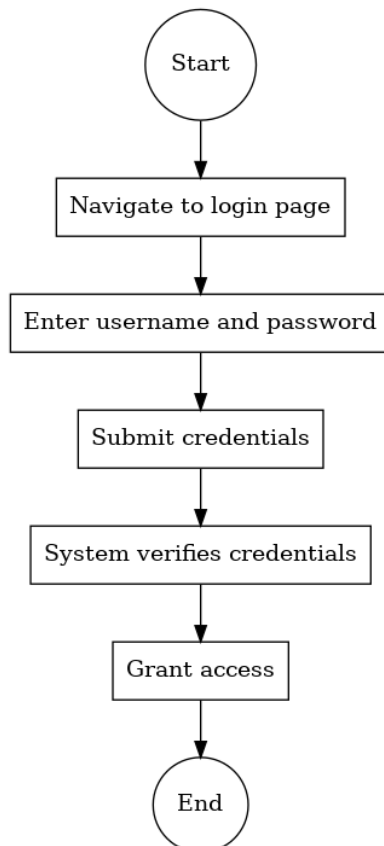 Start
Navigate to login page
Enter username and password
Submit credentials
System verifies credentials
Grant access
End